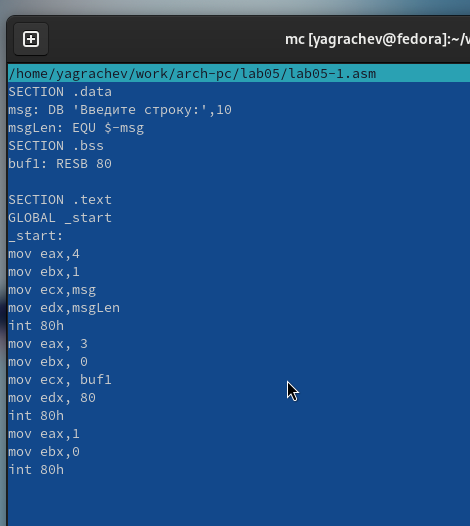 mc [yagrachev@fedora]:~/
/home/yagrachev/work/arch-pc/lab05/lab05-1.asm
SECTION .data
msg: DB 'Введите строку:',10
msgLen: EQU $-msg
SECTION .bss
buf1: RESB 80
SECTION .text
GLOBAL _start
_start:
mov eax,4
mov ebx,1
mov ecx,msg
mov edx,msgLen
int 80h
mov eax, 3
mov ebx, 0
mov ecx, buf1
mov edx, 80
int 80h
mov eax,1
mov ebx,0
int 80h